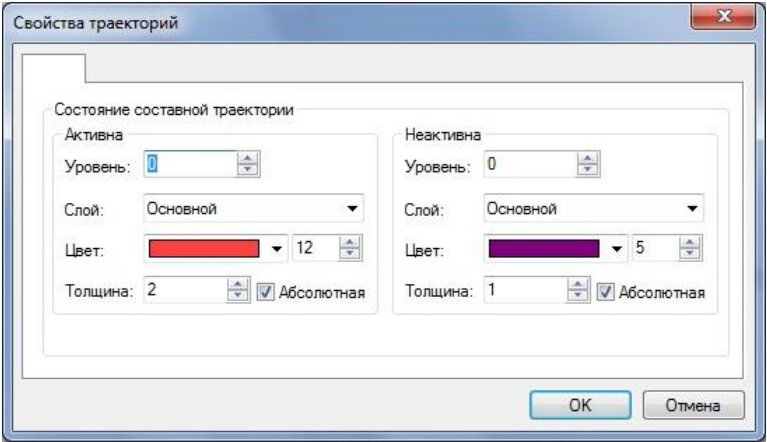 Свойства траекторий
Состояние составной траектории
Активна
Уровень: 0
Слой: Основной
Цвет: 12
Толщина: 2 Абсолютная
Неактивна
Уровень: 0
Слой: Основной
Цвет: 5
Толщина: 1 Абсолютная
OK Отмена